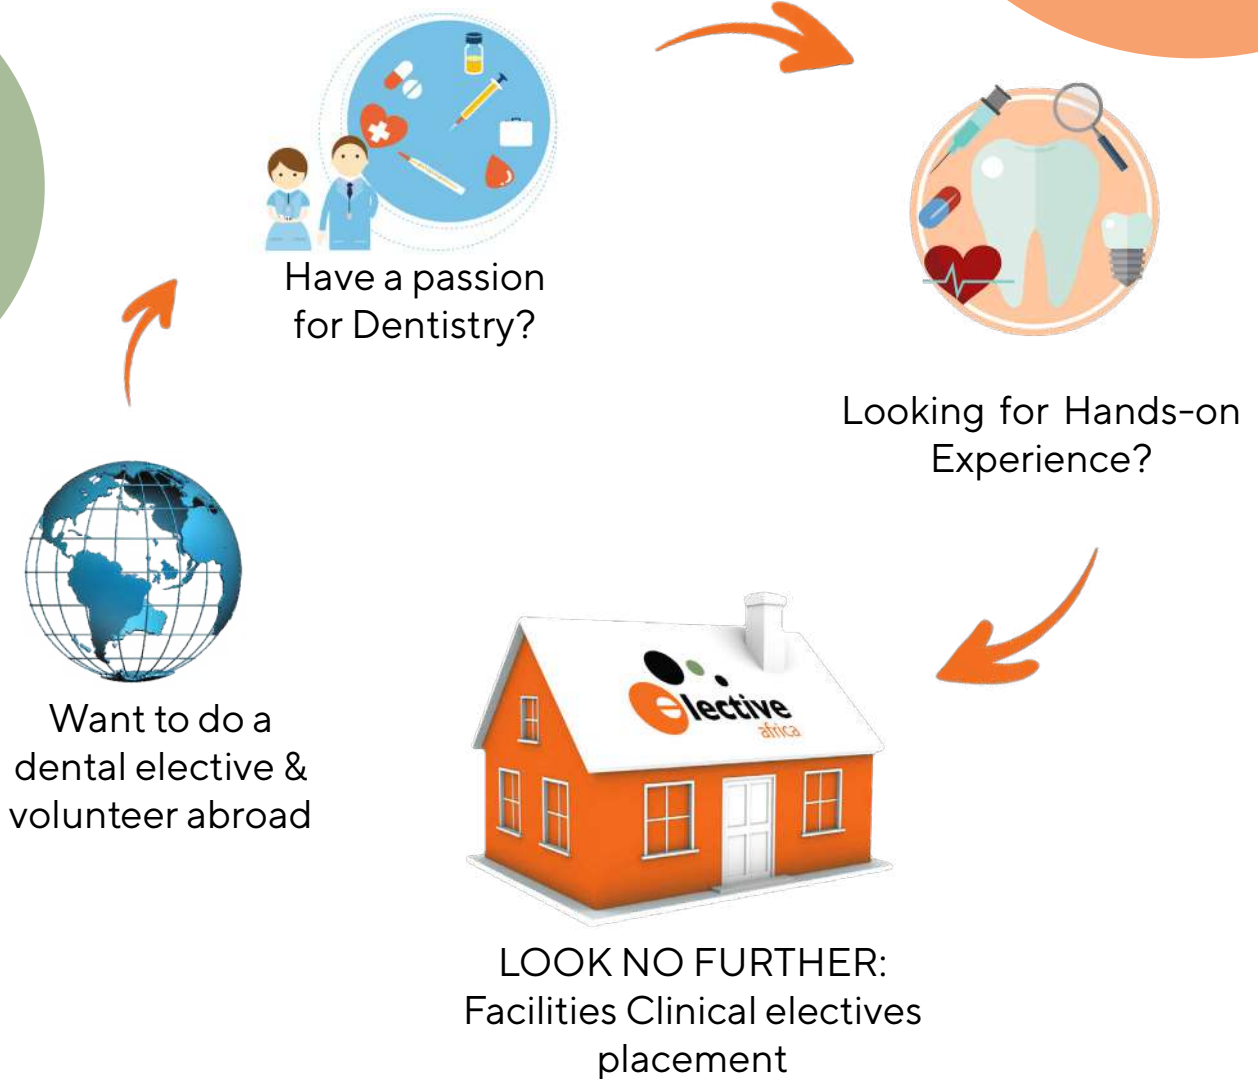 Have a passion
for Dentistry?
Looking for Hands-on
Experience?
Want to do a
dental elective &
volunteer abroad
elective
africa
LOOK NO FURTHER:
Facilities Clinical electives
placement